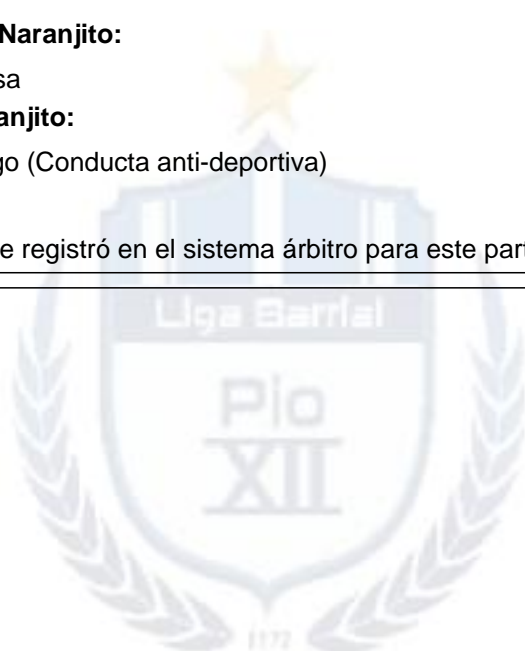 Naranjito:
sa
anjito:
go (Conducta anti-deportiva)
e registró en el sistema árbitro para este part
Liga Barrial
Pio
XII